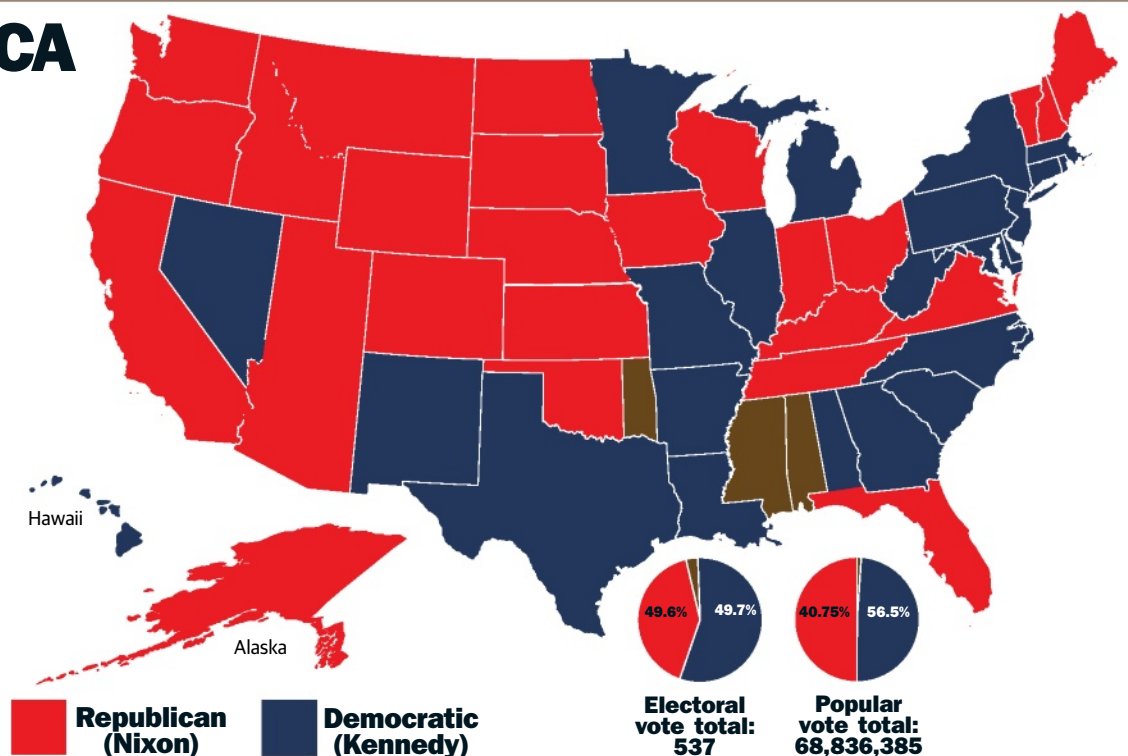 CA
Hawaii
Alaska
49.6%
49.7%
40.75%
56.5%
Electoral
vote total:
537
Popular
vote total:
68,836,385
Republican
(Nixon)
Democratic
(Kennedy)